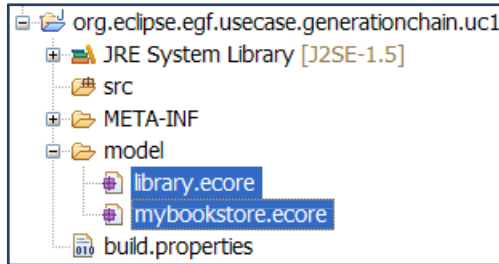 org.eclipse.egf.usecase.generationchain.uc1
JRE System Library [J2SE-1.5]
src
META-INF
model
library.ecore
mybookstore.ecore
010
build.properties